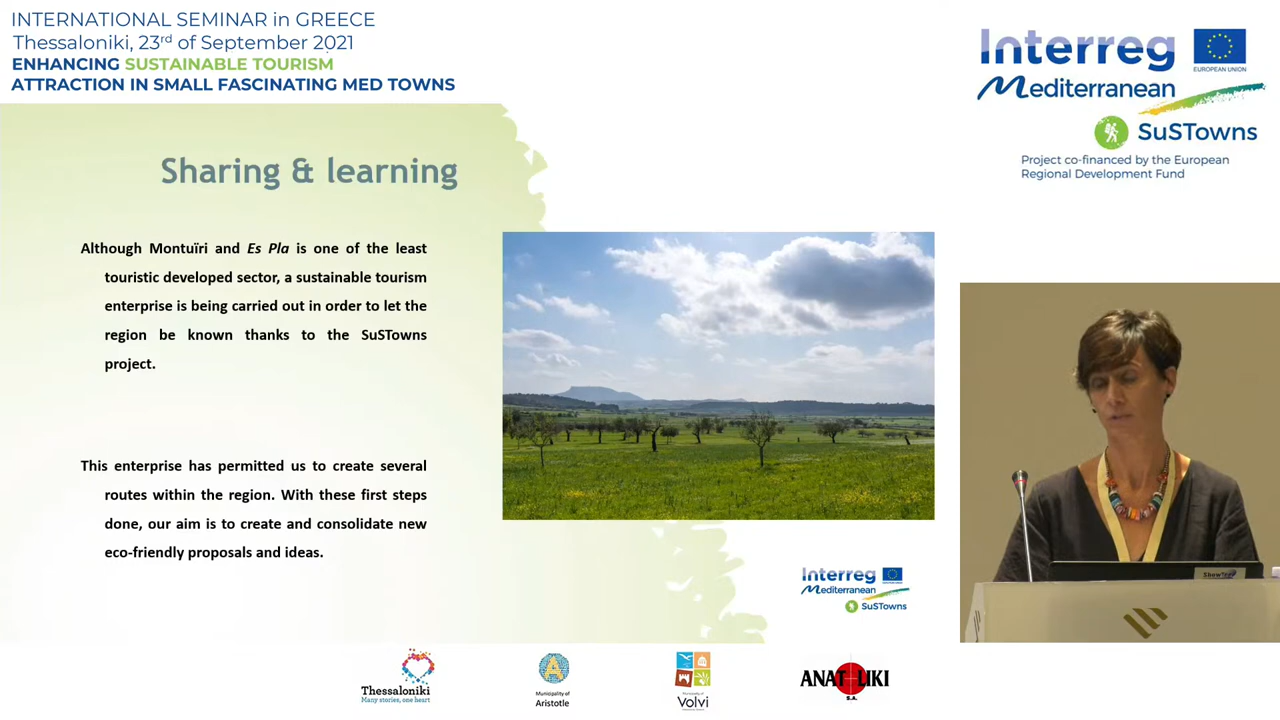 INTERNATIONAL SEMINAR in GREECE
Thessaloniki, 23rd of September 2021
ENHANCING SUSTAINABLE TOURISM
ATTRACTION IN SMALL FASCINATING MED TOWNS
Interreg
EUROPEAN UNION
Mediterranean
SuSTowns
Project co-financed by the European
Regional Development Fund
Sharing & learning
Although Montuïri and Es Pla is one of the least
touristic developed sector, a sustainable tourism
enterprise is being carried out in order to let the
region be known thanks to the SuSTowns
project.
This enterprise has permitted us to create several
routes within the region. With these first steps
done, our aim is to create and consolidate new
eco-friendly proposals and ideas.
Interreg
Mediterranean
SuSTowns
Thessaloniki
Many stories, one heart
Municipality of
Aristotle
Municipality of
Volvi
ANATOLIKI
S.A.